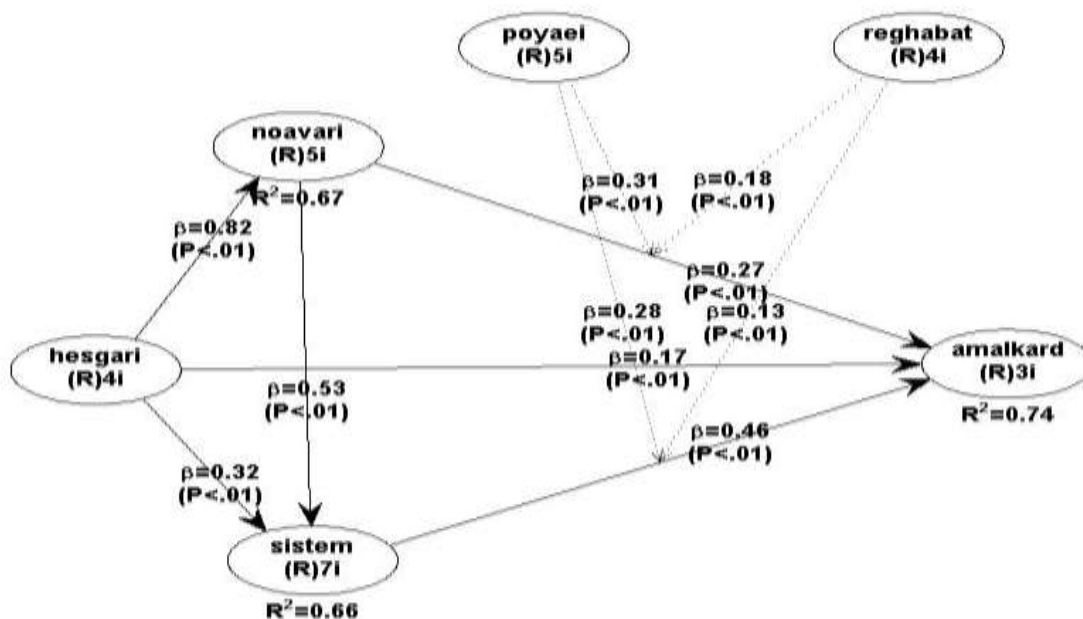 poyaei
(R)5i
reghabat
(R)4i
noavari
(R)5i
R²=0.67
β=0.31
(P<.01)
β=0.18
(P<.01)
β=0.82
(P<.01)
β=0.27
(P<.01)
β=0.28
(P<.01)
β=0.13
(P<.01)
hesgari
(R)4i
β=0.17
(P<.01)
amalkard
(R)3i
R²=0.74
β=0.53
(P<.01)
β=0.46
(P<.01)
β=0.32
(P<.01)
sistem
(R)7i
R²=0.66